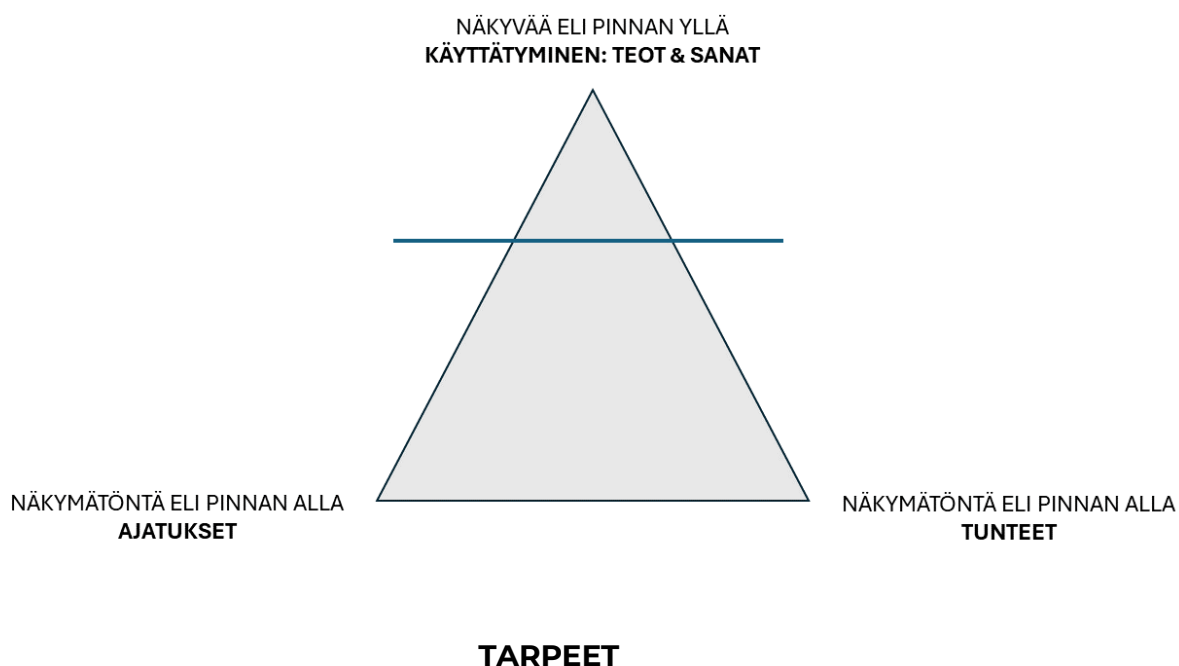 NÄKYVÄÄ ELI PINNAN YLLÄ
KÄYTTÄTYMINEN: TEOT & SANAT
NÄKYMÄTÖNTÄ ELI PINNAN ALLA
AJATUKSET
NÄKYMÄTÖNTÄ ELI PINNAN ALLA
TUNTEET
TARPEET